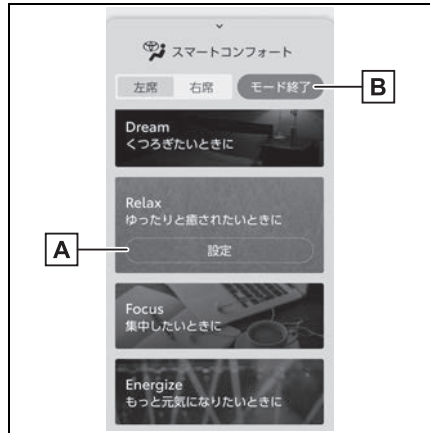 スマートコンフォート
左席 右席 モード終了
B
Dream
くつろぎたいときに
Relax
ゆったりと癒されたいときに
A
設定
Focus
集中したいときに
Energize
もっと元気になりたいときに